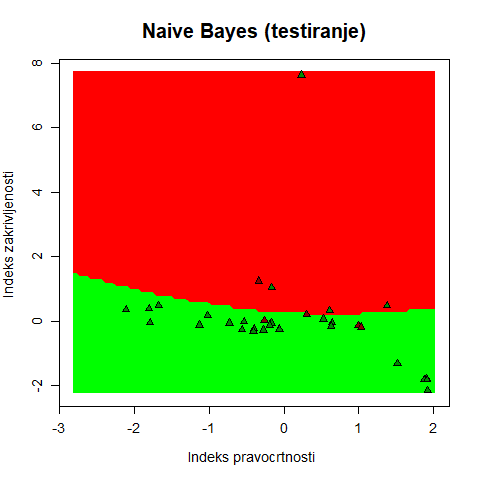 Naive Bayes (testiranje)
Indeks zakrivljenosti
8
6
4
2
0
-2
-3 -2 -1 0 1 2
Indeks pravocrtnosti